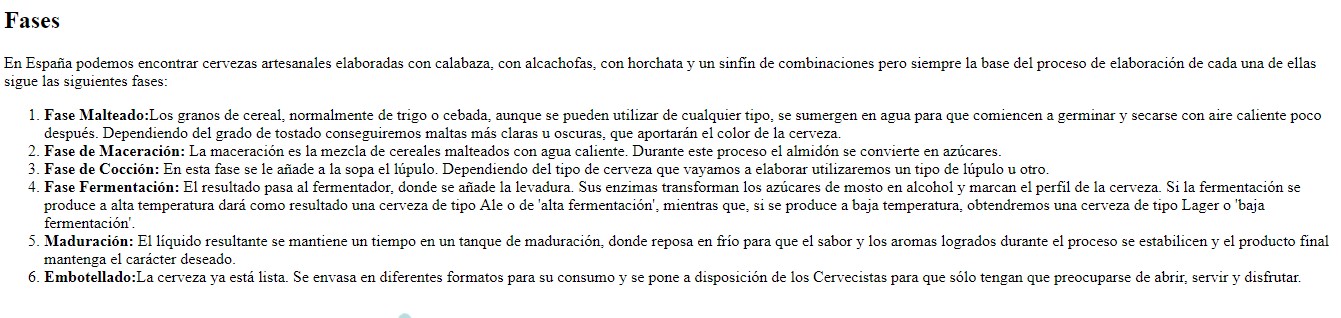 Fases
En España podemos encontrar cervezas artesanales elaboradas con calabaza, con alcachofas, con horchata y un sinfín de combinaciones pero siempre la base del proceso de elaboración de cada una de ellas
sigue las siguientes fases:
1. Fase Malteado:Los granos de cereal, normalmente de trigo o cebada, aunque se pueden utilizar de cualquier tipo, se sumergen en agua para que comiencen a germinar y secarse con aire caliente poco
después. Dependiendo del grado de tostado conseguiremos maltas más claras u oscuras, que aportarán el color de la cerveza.
2. Fase de Maceración: La maceración es la mezcla de cereales malteados con agua caliente. Durante este proceso el almidón se convierte en azúcares.
3. Fase de Cocción: En esta fase se le añade a la sopa el lúpulo. Dependiendo del tipo de cerveza que vayamos a elaborar utilizaremos un tipo de lúpulo u otro.
4. Fase Fermentación: El resultado pasa al fermentador, donde se añade la levadura. Sus enzimas transforman los azúcares de mosto en alcohol y marcan el perfil de la cerveza. Si la fermentación se
produce a alta temperatura dará como resultado una cerveza de tipo Ale o de 'alta fermentación', mientras que, si se produce a baja temperatura, obtendremos una cerveza de tipo Lager o 'baja
fermentación'.
5. Maduración: El líquido resultante se mantiene un tiempo en un tanque de maduración, donde reposa en frío para que el sabor y los aromas logrados durante el proceso se estabilicen y el producto final
mantenga el carácter deseado.
6. Embotellado:La cerveza ya está lista. Se envasa en diferentes formatos para su consumo y se pone a disposición de los Cervecistas para que sólo tengan que preocuparse de abrir, servir y disfrutar.